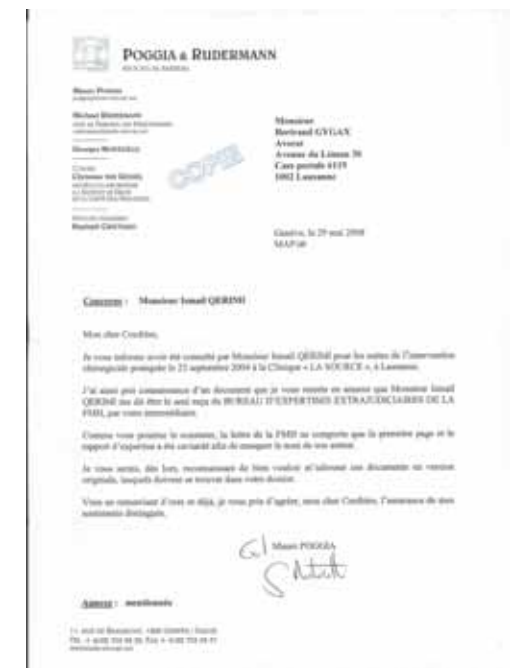 POGGIA & RUDERMANN
Mauro POGGIA
Michael RUDERMANN
COPIE
Monsieur
Bertrand GYGAX
Avocat
Avenue du Léman 30
Case postale 6119
1002 Lausanne
Genève, le 29 mai 2008
Concerne : Monsieur Ismail QERIMI
Mon cher Confrère,
Je vous informe avoir été consulté par Monsieur Ismail QERIMI pour les suites de l'intervention
chirurgicale pratiquée le 23 septembre 2004 à la Clinique « LA SOURCE », à Lausanne.
J'ai ainsi pris connaissance d'un document que je vous remets en annexe que Monsieur Ismail
QERIMI me dit être le seul reçu du BUREAU D'EXPERTISES EXTRAJUDICIAIRES DE LA
FMH, par votre intermédiaire.
Comme vous pourrez le constater, la lettre de la FMH ne comporte que la première page et le
rapport d'expertise a été caviardé afin de masquer le nom de son auteur.
Je vous serais, dès lors, reconnaissant de bien vouloir m'adresser ces documents en version
originale, lesquels doivent se trouver dans votre dossier.
Vous en remerciant d'ores et déjà, je vous prie d'agréer, mon cher Confrère, l'assurance de mes
sentiments distingués.
Mauro POGGIA
Annexe : mentionnée